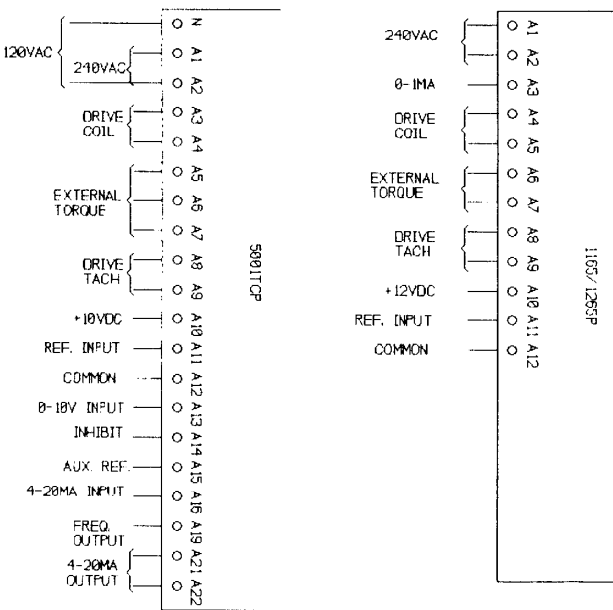 120VAC
240VAC
DRIVE
COIL
EXTERNAL
TORQUE
DRIVE
TACH
+10VDC
REF. INPUT
COMMON
0-10V INPUT
INHIBIT
AUX. REF.
4-20MA INPUT
FREQ.
OUTPUT
4-20MA
OUTPUT
N
A1
A2
A3
A4
A5
A6
A7
A8
A9
A10
A11
A12
A13
A14
A15
A16
A19
A21
A22
5001TCP
240VAC
0-1MA
DRIVE
COIL
EXTERNAL
TORQUE
DRIVE
TACH
+12VDC
REF. INPUT
COMMON
A1
A2
A3
A4
A5
A6
A7
A8
A9
A10
A11
A12
1165/1265P